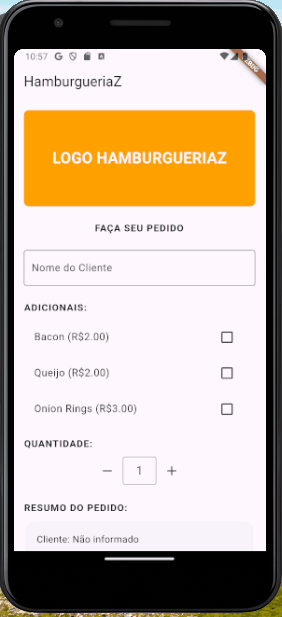 10:57
HamburgueriaZ
LOGO HAMBURGUERIAZ
FAÇA SEU PEDIDO
Nome do Cliente
ADICIONAIS:
Bacon (R$2.00)
Queijo (R$2.00)
Onion Rings (R$3.00)
QUANTIDADE:
− 1 +
RESUMO DO PEDIDO:
Cliente: Não informado